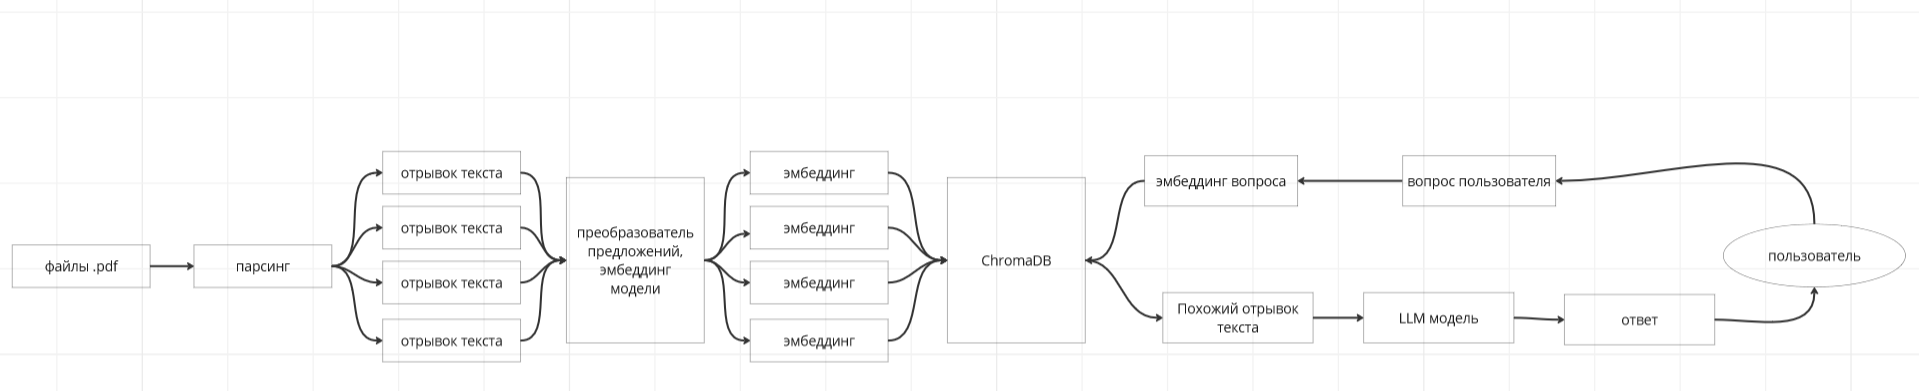 файлы .pdf
парсинг
отрывок текста
отрывок текста
отрывок текста
отрывок текста
преобразователь
предложений,
эмбеддинг
модели
эмбеддинг
эмбеддинг
эмбеддинг
эмбеддинг
ChromaDB
эмбеддинг вопроса
вопрос пользователя
пользователь
Похожий отрывок
текста
LLM модель
ответ